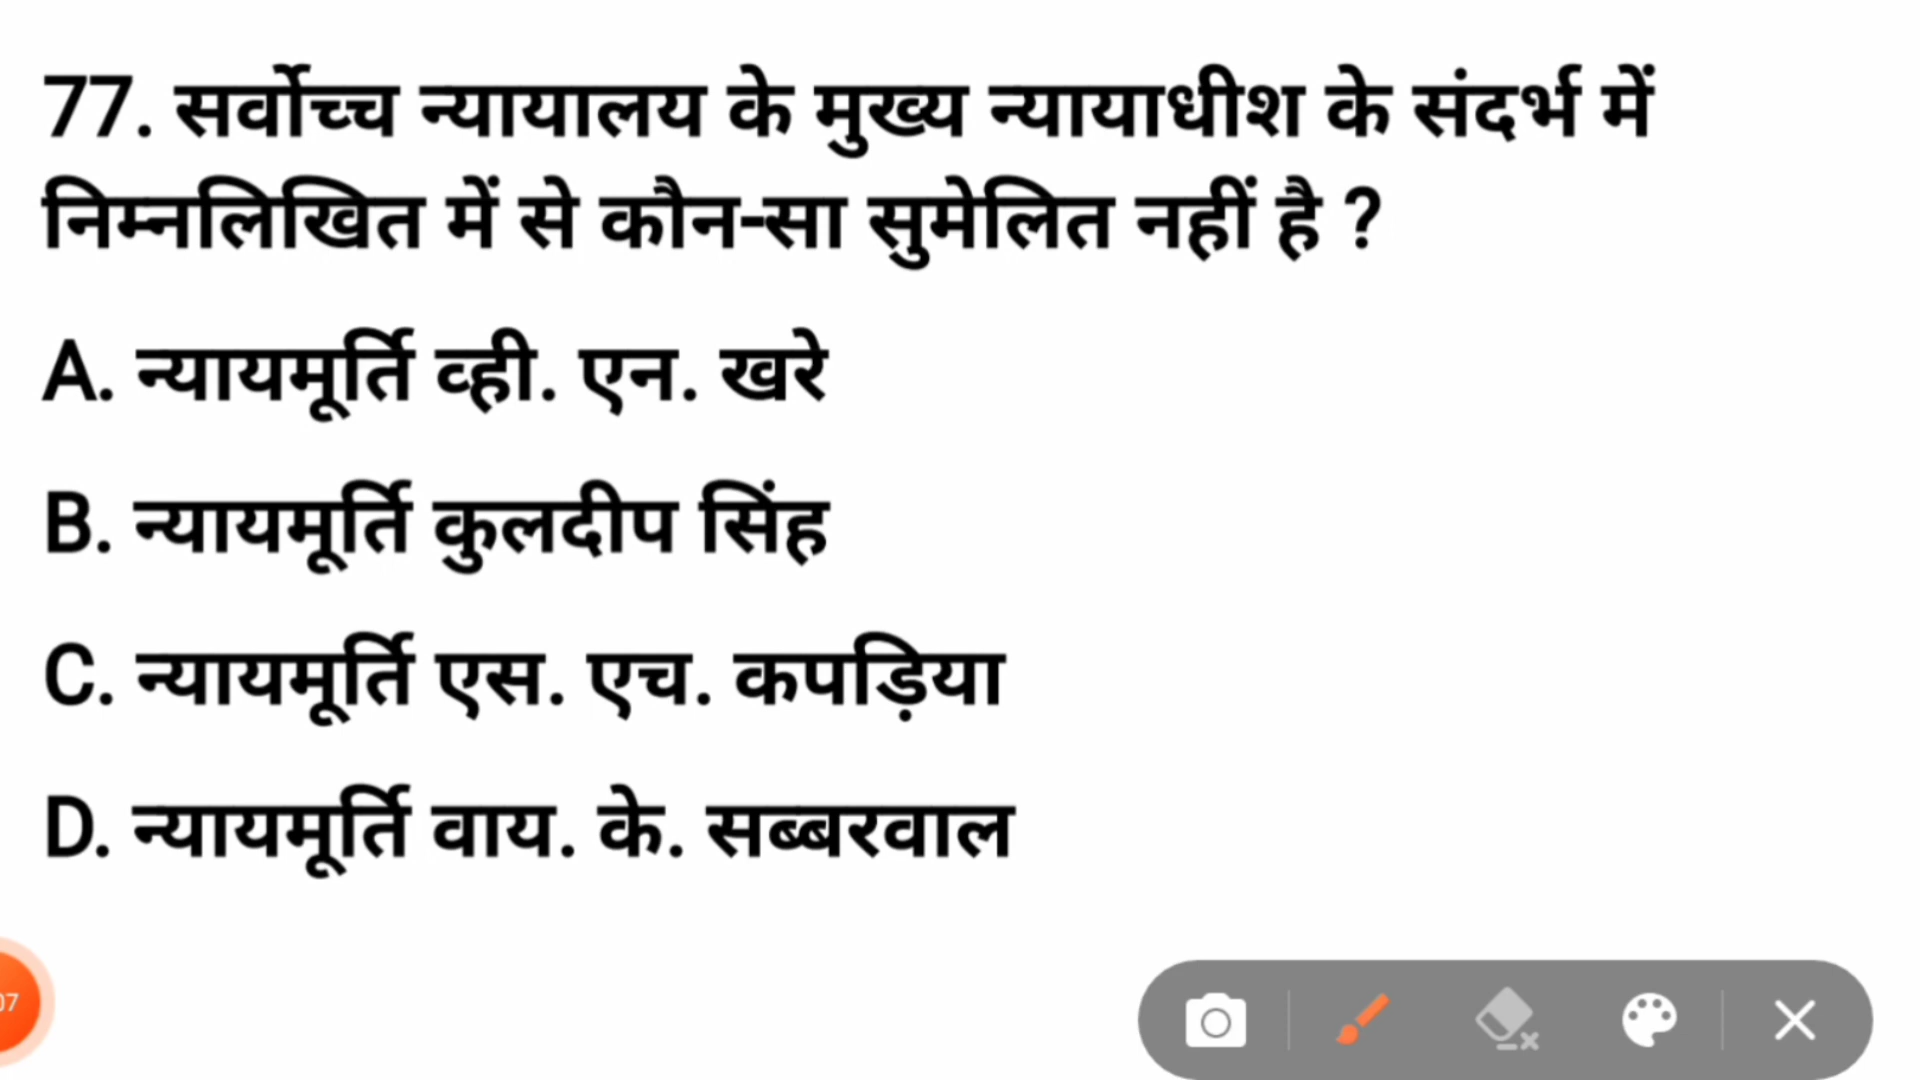 77. सर्वोच्च न्यायालय के मुख्य न्यायाधीश के संदर्भ में
निम्नलिखित में से कौन-सा सुमेलित नहीं है ?
A. न्यायमूर्ति व्ही. एन. खरे
B. न्यायमूर्ति कुलदीप सिंह
C. न्यायमूर्ति एस. एच. कपड़िया
D. न्यायमूर्ति वाय. के. सब्बरवाल